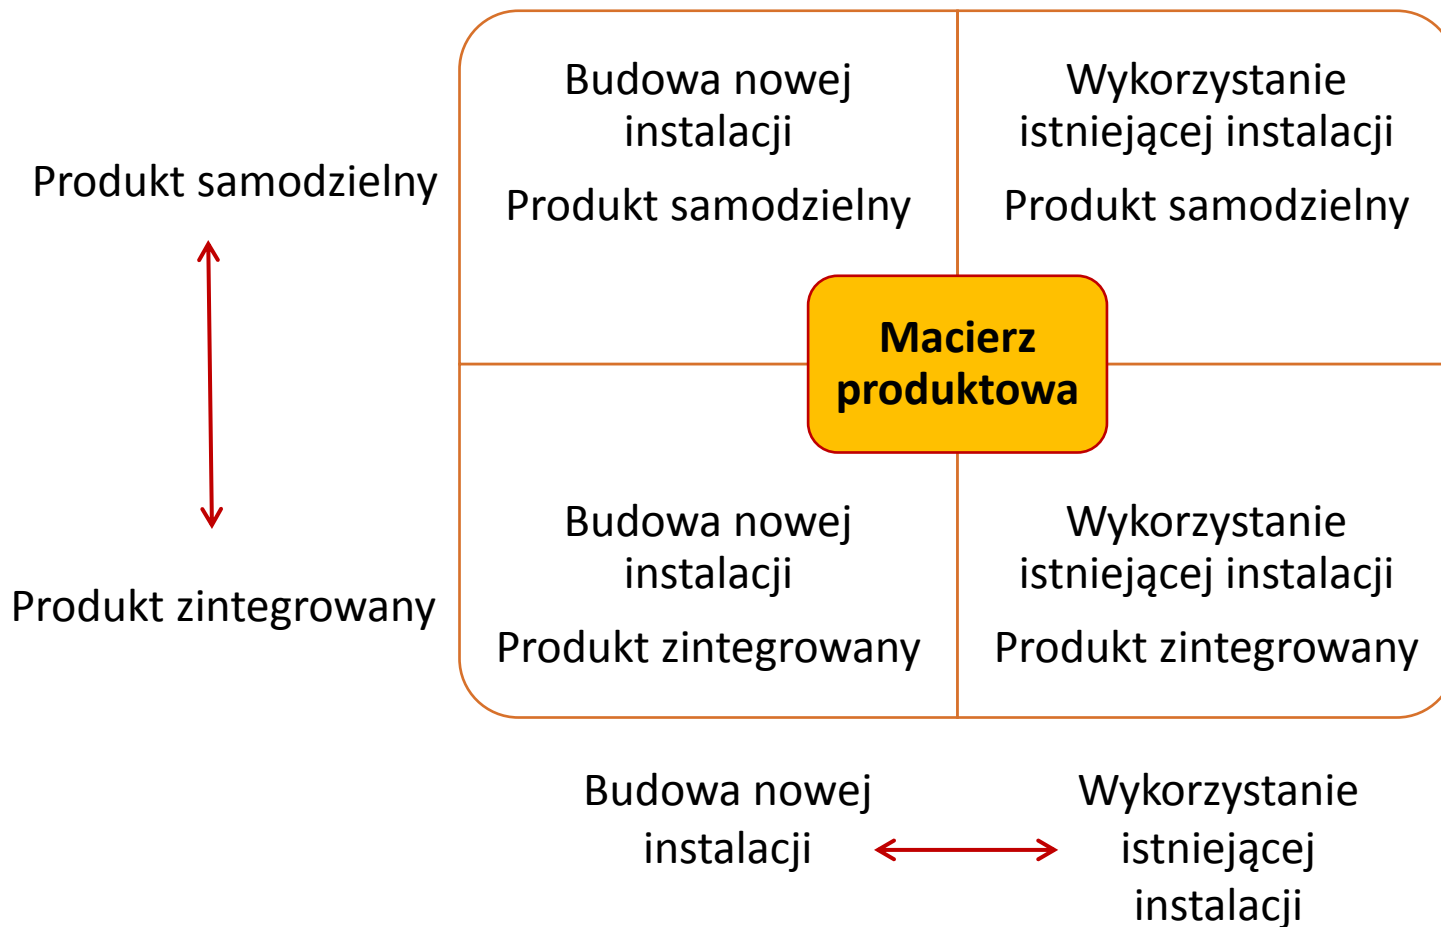 Budowa nowej
instalacji
Produkt samodzielny
Wykorzystanie
istniejącej instalacji
Produkt samodzielny
Produkt samodzielny
Macierz
produktowa
Produkt zintegrowany
Budowa nowej
instalacji
Produkt zintegrowany
Wykorzystanie
istniejącej instalacji
Produkt zintegrowany
Budowa nowej
instalacji
Wykorzystanie
istniejącej
instalacji